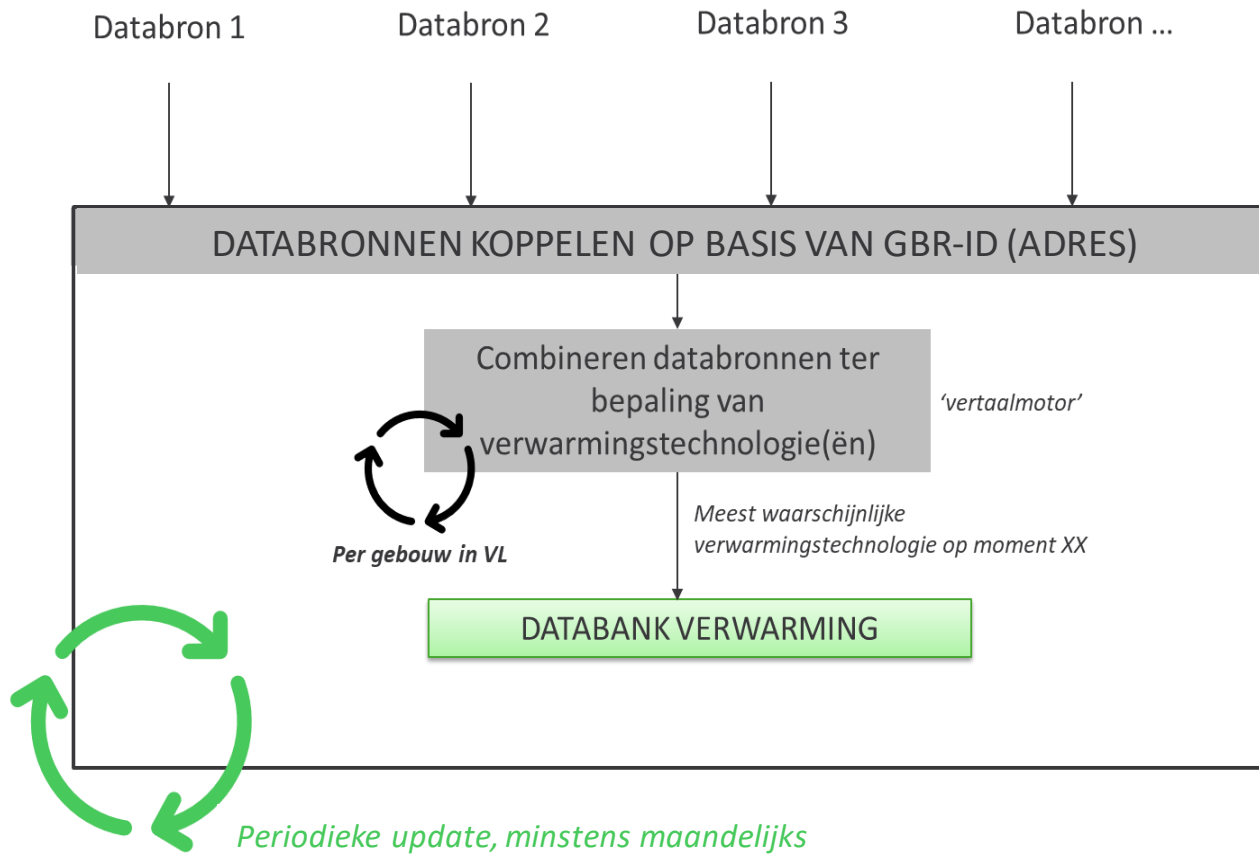 Databron 1
Databron 2
Databron 3
Databron ...
DATABRONNEN KOPPELEN OP BASIS VAN GBR-ID (ADRES)
Combineren databronnen ter
bepaling van
verwarmingstechnologie(ën)
‘vertaalmotor’
Per gebouw in VL
Meest waarschijnlijke
verwarmingstechnologie op moment XX
DATABANK VERWARMING
Periodieke update, minstens maandelijks